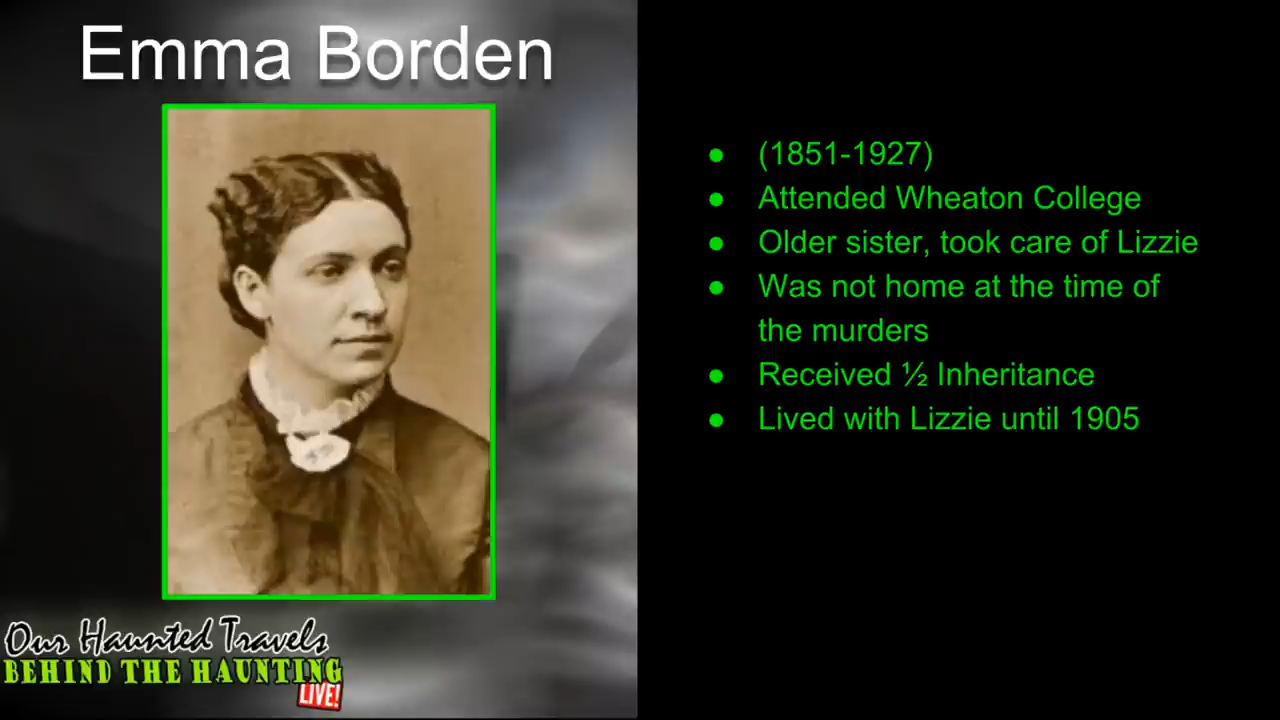 Emma Borden
● (1851-1927)
● Attended Wheaton College
● Older sister, took care of Lizzie
● Was not home at the time of
the murders
● Received ½ Inheritance
● Lived with Lizzie until 1905
Our Haunted Travels
BEHIND THE HAUNTING
LIVE!